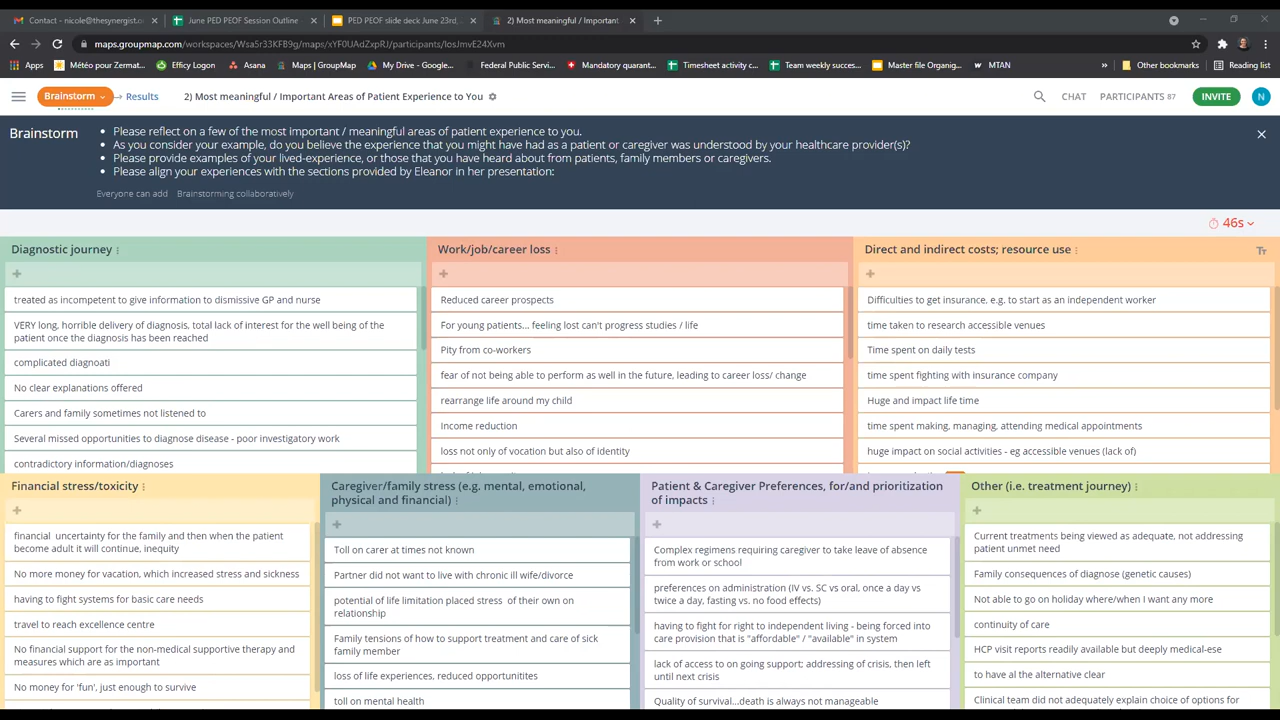 Contact - nicole@thesynergist.or
June PED PEOF Session Outline
PED PEOF slide deck June 23rd,
2) Most meaningful / Important
maps.groupmap.com/workspaces/Wsa5r33KFB9g/maps/xYF0UAdZxpRJ/participants/losJmvE24Xvm
Apps
Météo pour Zermat...
Efficy Logon
Asana
Maps | GroupMap
My Drive - Google...
Federal Public Servi...
Mandatory quarant...
Timesheet activity c...
Team weekly succes...
Master file Organig...
MTAN
Other bookmarks
Reading list
Brainstorm
Results
2) Most meaningful / Important Areas of Patient Experience to You
CHAT
PARTICIPANTS 87
INVITE
N
Brainstorm
• Please reflect on a few of the most important / meaningful areas of patient experience to you.
• As you consider your example, do you believe the experience that you might have had as a patient or caregiver was understood by your healthcare provider(s)?
• Please provide examples of your lived-experience, or those that you have heard about from patients, family members or caregivers.
• Please align your experiences with the sections provided by Eleanor in her presentation:
Everyone can add
Brainstorming collaboratively
46s
Diagnostic journey
treated as incompetent to give information to dismissive GP and nurse
VERY long, horrible delivery of diagnosis, total lack of interest for the well being of the
patient once the diagnosis has been reached
complicated diagnoati
No clear explanations offered
Carers and family sometimes not listened to
Several missed opportunities to diagnose disease - poor investigatory work
contradictory information/diagnoses
Work/job/career loss
Reduced career prospects
For young patients... feeling lost can't progress studies / life
Pity from co-workers
fear of not being able to perform as well in the future, leading to career loss/ change
rearrange life around my child
Income reduction
loss not only of vocation but also of identity
Direct and indirect costs; resource use
Difficulties to get insurance, e.g. to start as an independent worker
time taken to research accessible venues
Time spent on daily tests
time spent fighting with insurance company
Huge and impact life time
time spent making, managing, attending medical appointments
huge impact on social activities - eg accessible venues (lack of)
Financial stress/toxicity
financial uncertainty for the family and then when the patient
become adult it will continue, inequity
No more money for vacation, which increased stress and sickness
having to fight systems for basic care needs
travel to reach excellence centre
No financial support for the non-medical supportive therapy and
measures which are as important
No money for 'fun', just enough to survive
Caregiver/family stress (e.g. mental, emotional,
physical and financial)
Toll on carer at times not known
Partner did not want to live with chronic ill wife/divorce
potential of life limitation placed stress of their own on
relationship
Family tensions of how to support treatment and care of sick
family member
loss of life experiences, reduced opportunitites
toll on mental health
Patient & Caregiver Preferences, for/and prioritization
of impacts
Complex regimens requiring caregiver to take leave of absence
from work or school
preferences on administration (IV vs. SC vs oral, once a day vs
twice a day, fasting vs. no food effects)
having to fight for right to independent living - being forced into
care provision that is "affordable" / "available" in system
lack of access to on going support; addressing of crisis, then left
until next crisis
Quality of survival...death is always not manageable
Other (i.e. treatment journey)
Current treatments being viewed as adequate, not addressing
patient unmet need
Family consequences of diagnose (genetic causes)
Not able to go on holiday where/when I want any more
continuity of care
HCP visit reports readily available but deeply medical-ese
to have al the alternative clear
Clinical team did not adequately explain choice of options for